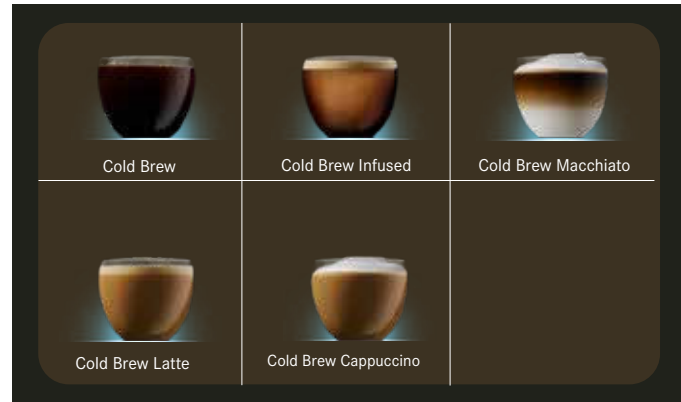 Cold Brew
Cold Brew Infused
Cold Brew Macchiato
Cold Brew Latte
Cold Brew Cappuccino